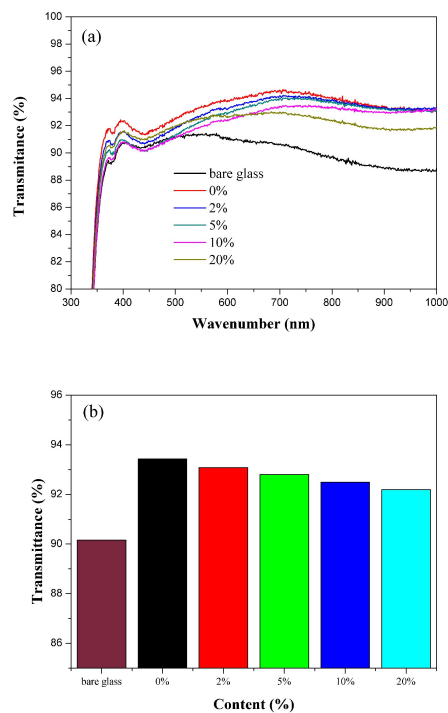 (a)
100
98
96
94
92
90
88
86
84
82
80
Transmittance (%)
bare glass
0%
2%
5%
10%
20%
300 400 500 600 700 800 900 1000
Wavenumber (nm)
(b)
96
94
92
90
88
86
Transmittance (%)
bare glass 0% 2% 5% 10% 20%
Content (%)